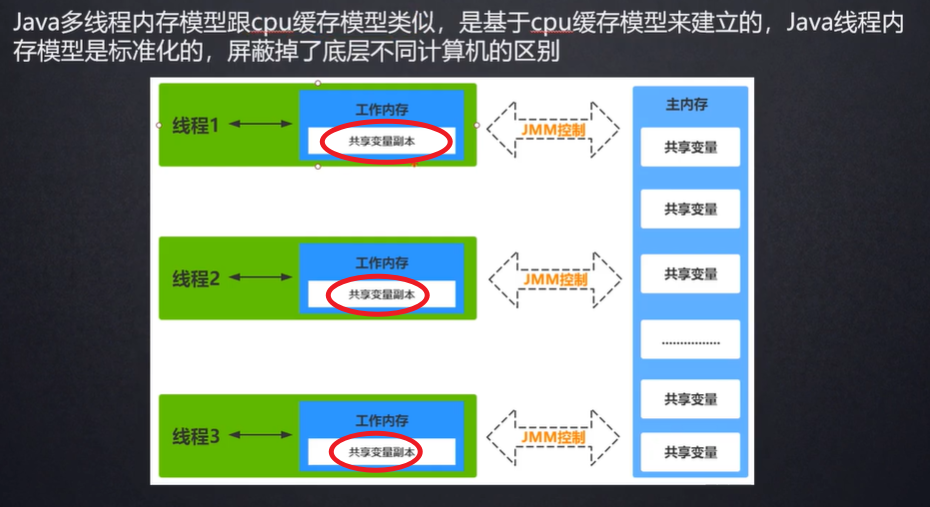 Java多线程内存模型跟cpu缓存模型类似，是基于cpu缓存模型来建立的，Java线程内
存模型是标准化的，屏蔽掉了底层不同计算机的区别
线程1
工作内存
共享变量副本
JMM控制
线程2
工作内存
共享变量副本
JMM控制
线程3
工作内存
共享变量副本
JMM控制
主内存
共享变量
共享变量
共享变量
................
共享变量
共享变量